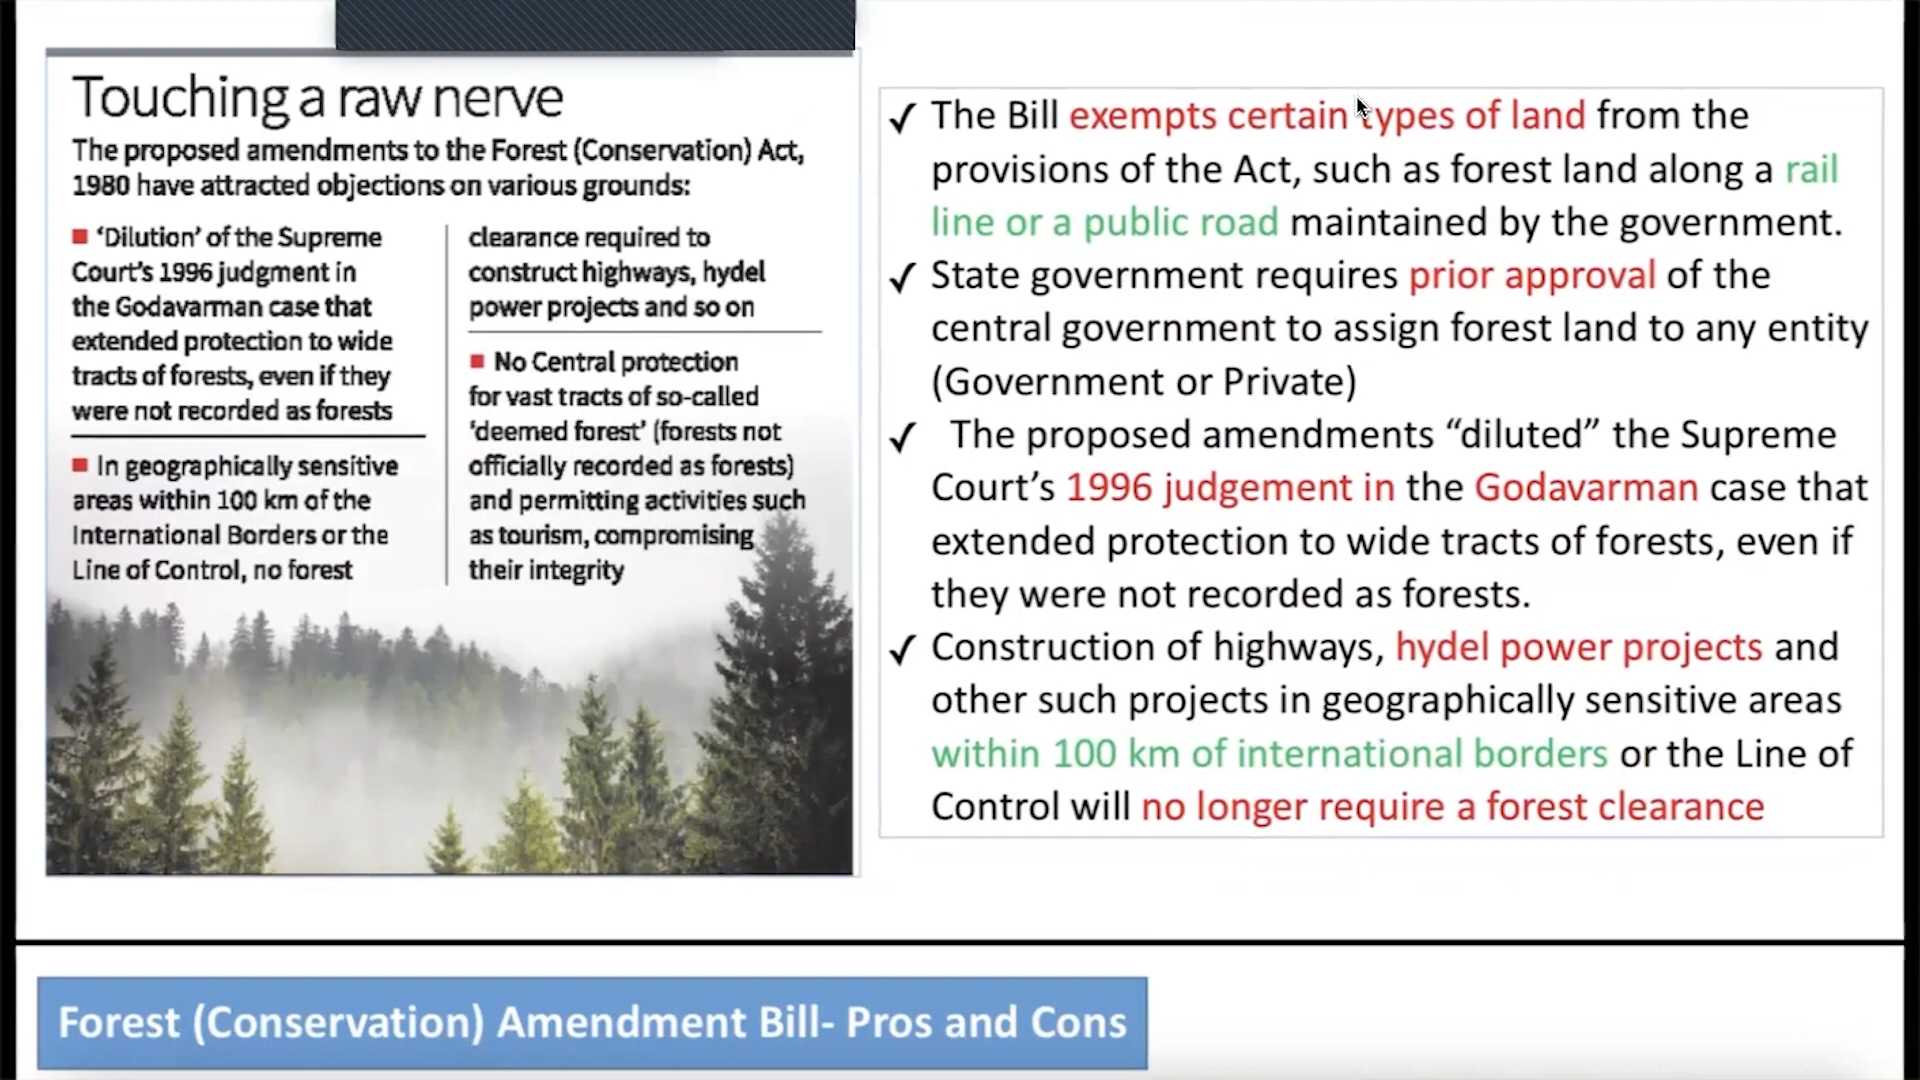 Touching a raw nerve
The proposed amendments to the Forest (Conservation) Act,
1980 have attracted objections on various grounds:
■ ‘Dilution’ of the Supreme
Court’s 1996 judgment in
the Godavarman case that
extended protection to wide
tracts of forests, even if they
were not recorded as forests
■ In geographically sensitive
areas within 100 km of the
International Borders or the
Line of Control, no forest
clearance required to
construct highways, hydel
power projects and so on
■ No Central protection
for vast tracts of so-called
‘deemed forest’ (forests not
officially recorded as forests)
and permitting activities such
as tourism, compromising
their integrity
✓ The Bill exempts certain types of land from the
provisions of the Act, such as forest land along a rail
line or a public road maintained by the government.
✓ State government requires prior approval of the
central government to assign forest land to any entity
(Government or Private)
✓ The proposed amendments “diluted” the Supreme
Court’s 1996 judgement in the Godavarman case that
extended protection to wide tracts of forests, even if
they were not recorded as forests.
✓ Construction of highways, hydel power projects and
other such projects in geographically sensitive areas
within 100 km of international borders or the Line of
Control will no longer require a forest clearance
Forest (Conservation) Amendment Bill- Pros and Cons